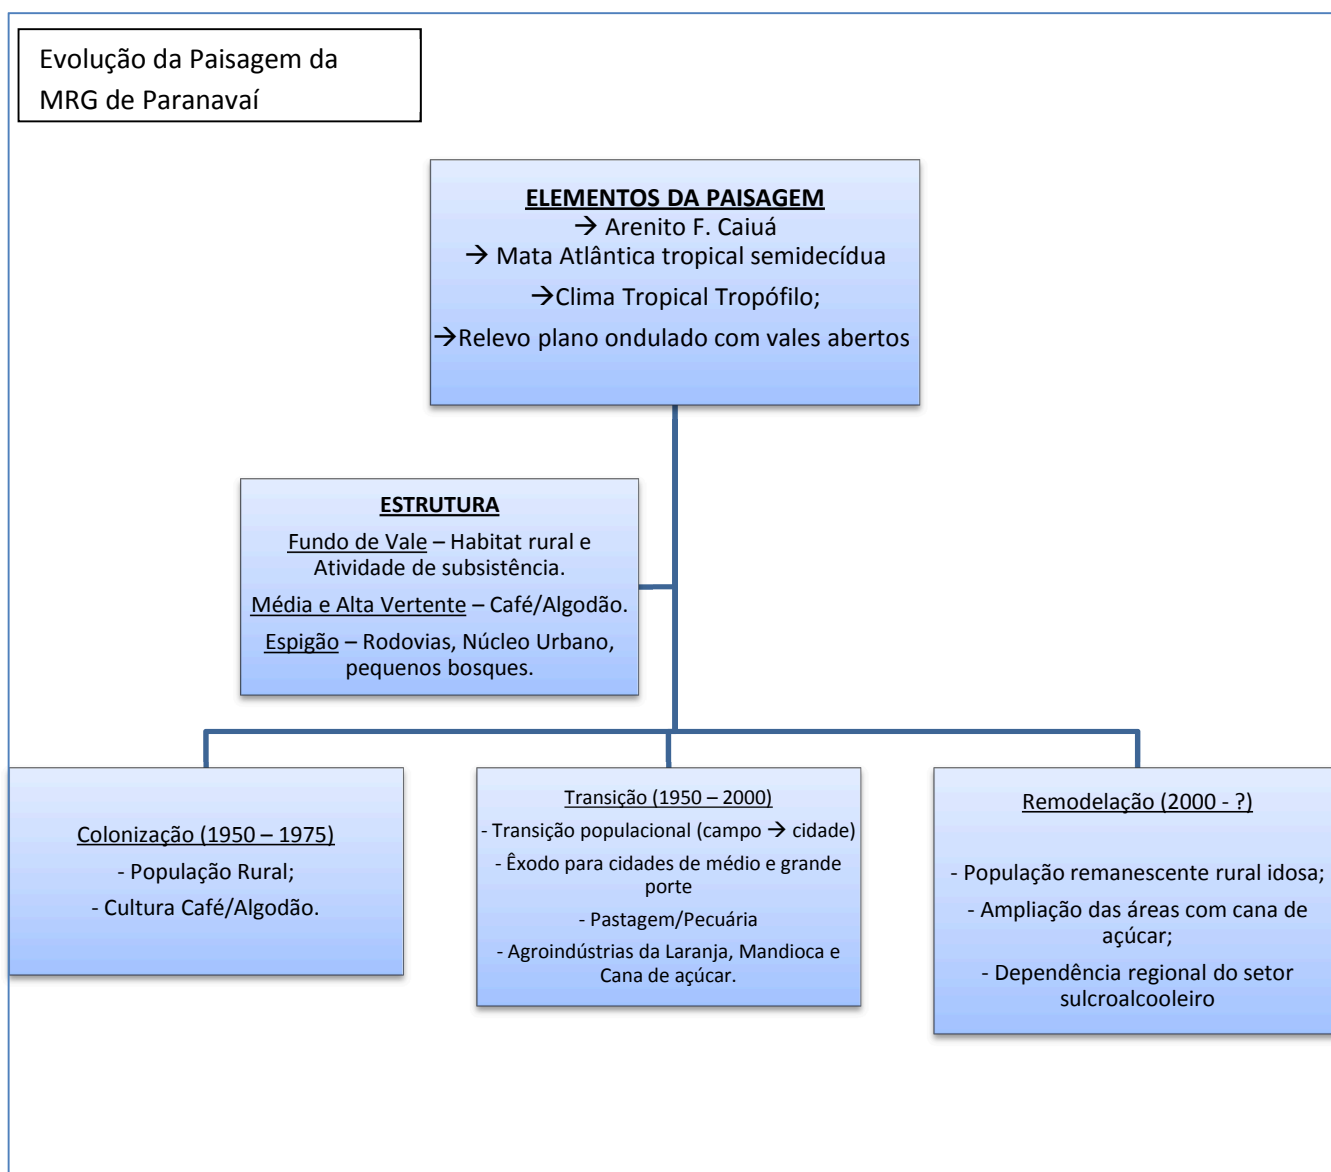 Evolução da Paisagem da
MRG de Paranavaí
ELEMENTOS DA PAISAGEM
→ Arenito F. Caiuá
→ Mata Atlântica tropical semidecídua
→Clima Tropical Tropófilo;
→Relevo plano ondulado com vales abertos
ESTRUTURA
Fundo de Vale – Habitat rural e
Atividade de subsistência.
Média e Alta Vertente – Café/Algodão.
Espigão – Rodovias, Núcleo Urbano,
pequenos bosques.
Colonização (1950 – 1975)
- População Rural;
- Cultura Café/Algodão.
Transição (1950 – 2000)
- Transição populacional (campo → cidade)
- Êxodo para cidades de médio e grande
porte
- Pastagem/Pecuária
- Agroindústrias da Laranja, Mandioca e
Cana de açúcar.
Remodelação (2000 - ?)
- População remanescente rural idosa;
- Ampliação das áreas com cana de
açúcar;
- Dependência regional do setor
sulcroalcooleiro